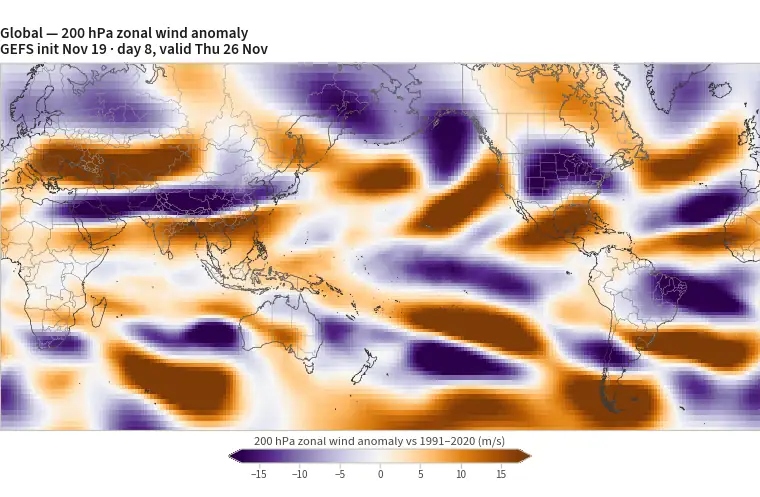 Global — 200 hPa zonal wind anomaly
GEFS init Nov 19 · day 8, valid Thu 26 Nov
200 hPa zonal wind anomaly vs 1991–2020 (m/s)
−15 −10 −5 0 5 10 15